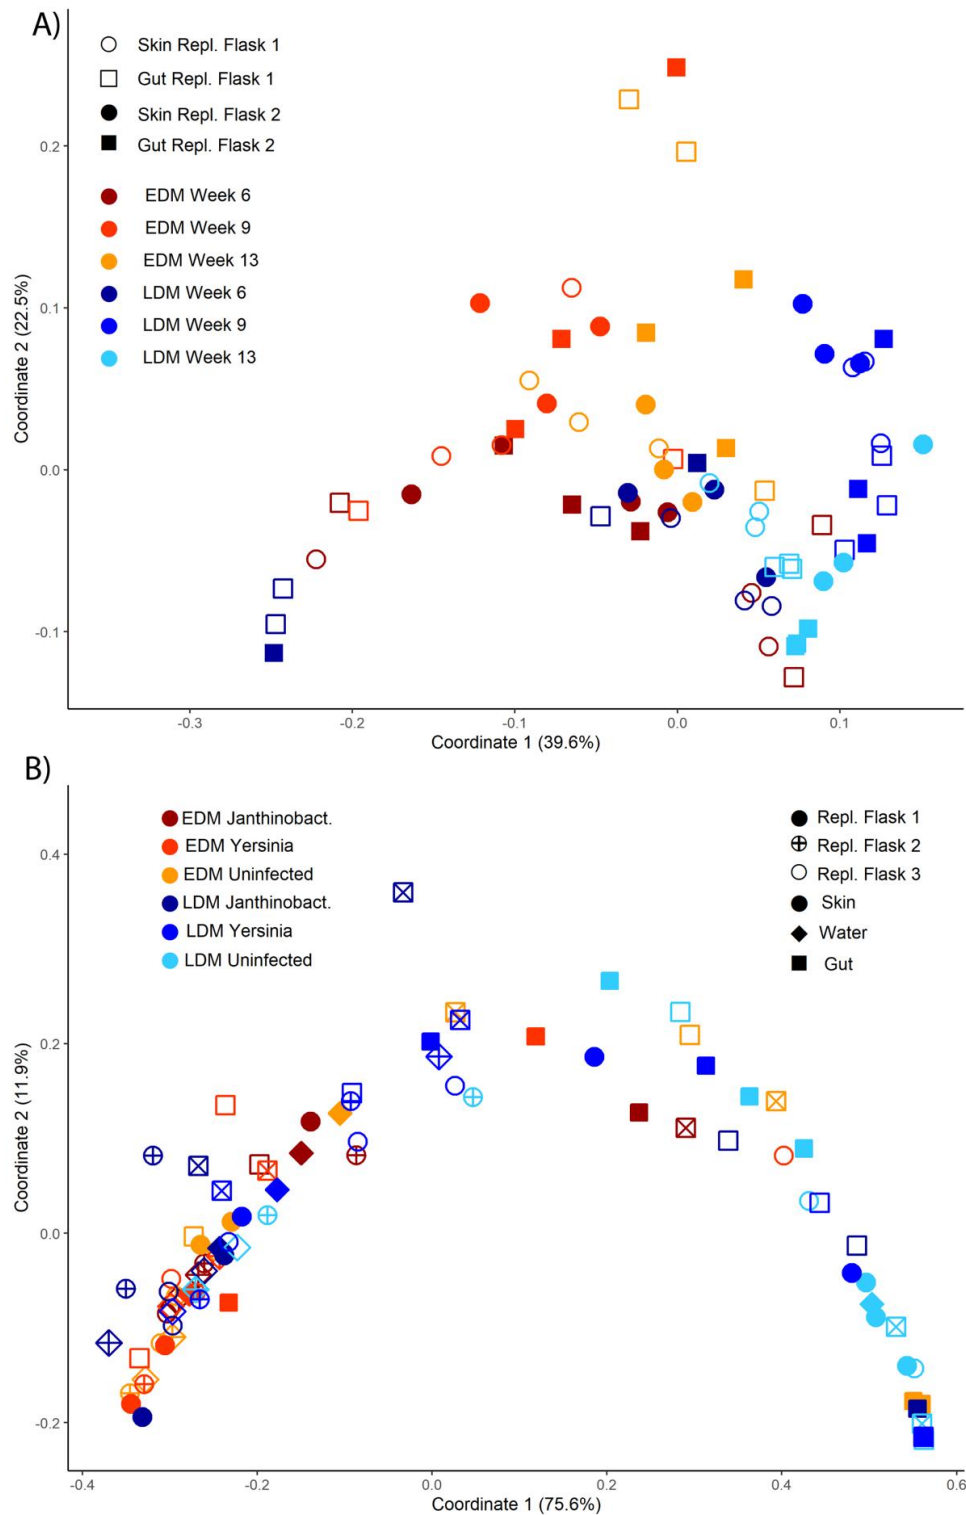 A)
Skin Repl. Flask 1
Gut Repl. Flask 1
Skin Repl. Flask 2
Gut Repl. Flask 2
EDM Week 6
EDM Week 9
EDM Week 13
LDM Week 6
LDM Week 9
LDM Week 13
Coordinate 2 (22.5%)
0.2
0.1
0.0
-0.1
-0.3 -0.2 -0.1 0.0 0.1
Coordinate 1 (39.6%)
B)
EDM Janthinobact.
EDM Yersinia
EDM Uninfected
LDM Janthinobact.
LDM Yersinia
LDM Uninfected
Repl. Flask 1
Repl. Flask 2
Repl. Flask 3
Skin
Water
Gut
Coordinate 2 (11.9%)
0.4
0.2
0.0
-0.2
-0.4 -0.2 0.0 0.2 0.4 0.6
Coordinate 1 (75.6%)